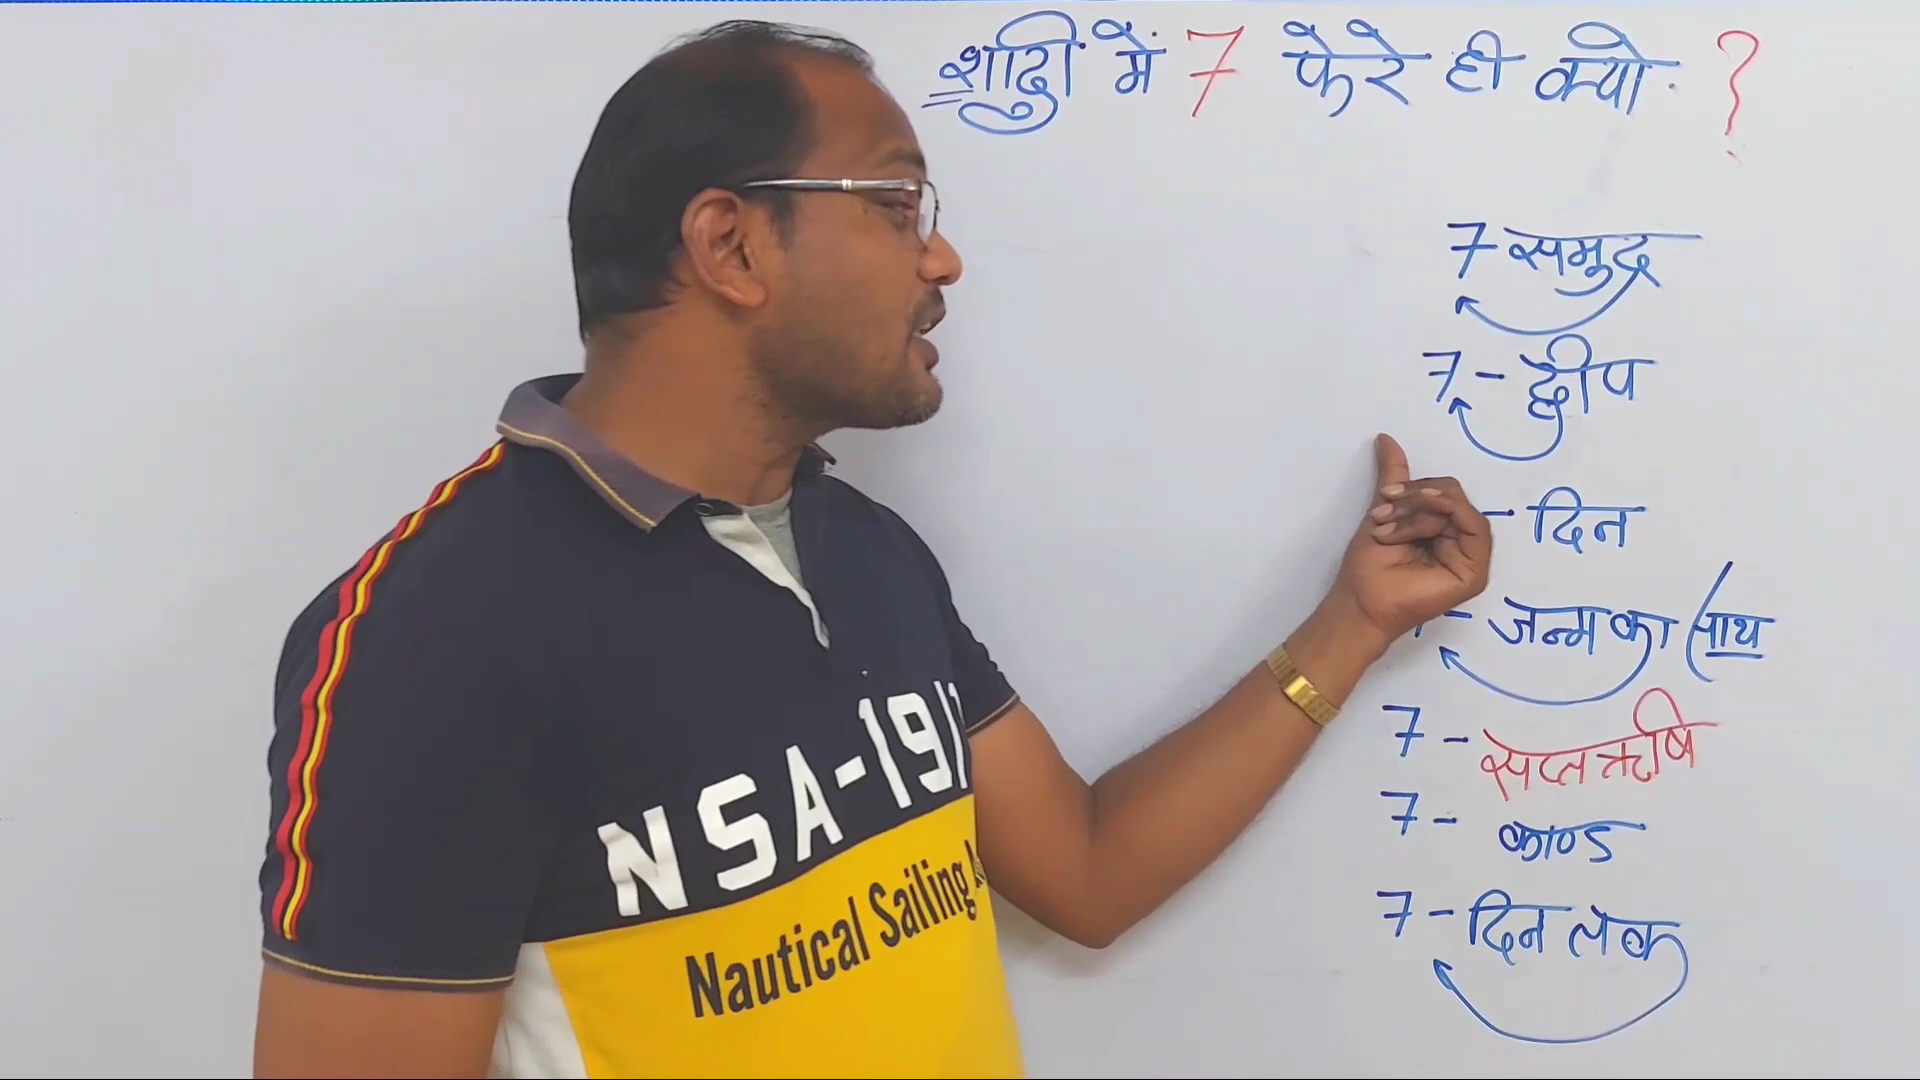 शादी में 7 फेरे ही क्यो ?
7 समुद्र
7 - द्वीप
- दिन
- जन्म का साथ
7 - सप्तऋषि
7 - काण्ड
7 - दिन तक
NSA-191
Nautical Sailing